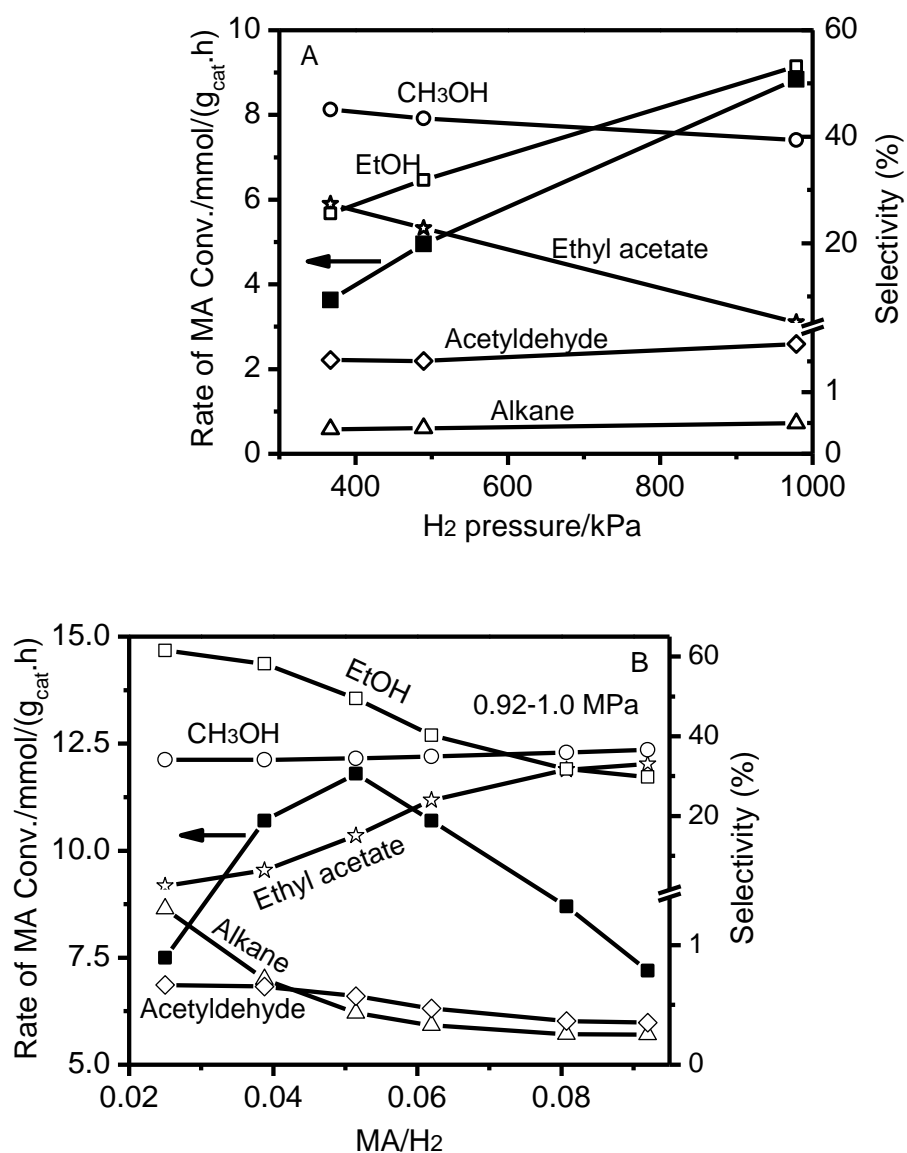 A
Rate of MA Conv./mmol/(gcat.h)
10
8
6
4
2
0
60
40
20
1
0
Selectivity (%)
CH3OH
EtOH
Ethyl acetate
Acetyldehyde
Alkane
400
600
800
1000
H2 pressure/kPa
B
Rate of MA Conv./mmol/(gcat.h)
15.0
12.5
10.0
7.5
5.0
60
40
20
1
0
Selectivity (%)
EtOH
0.92-1.0 MPa
CH3OH
Ethyl acetate
Alkane
Acetyldehyde
0.02
0.04
0.06
0.08
MA/H2